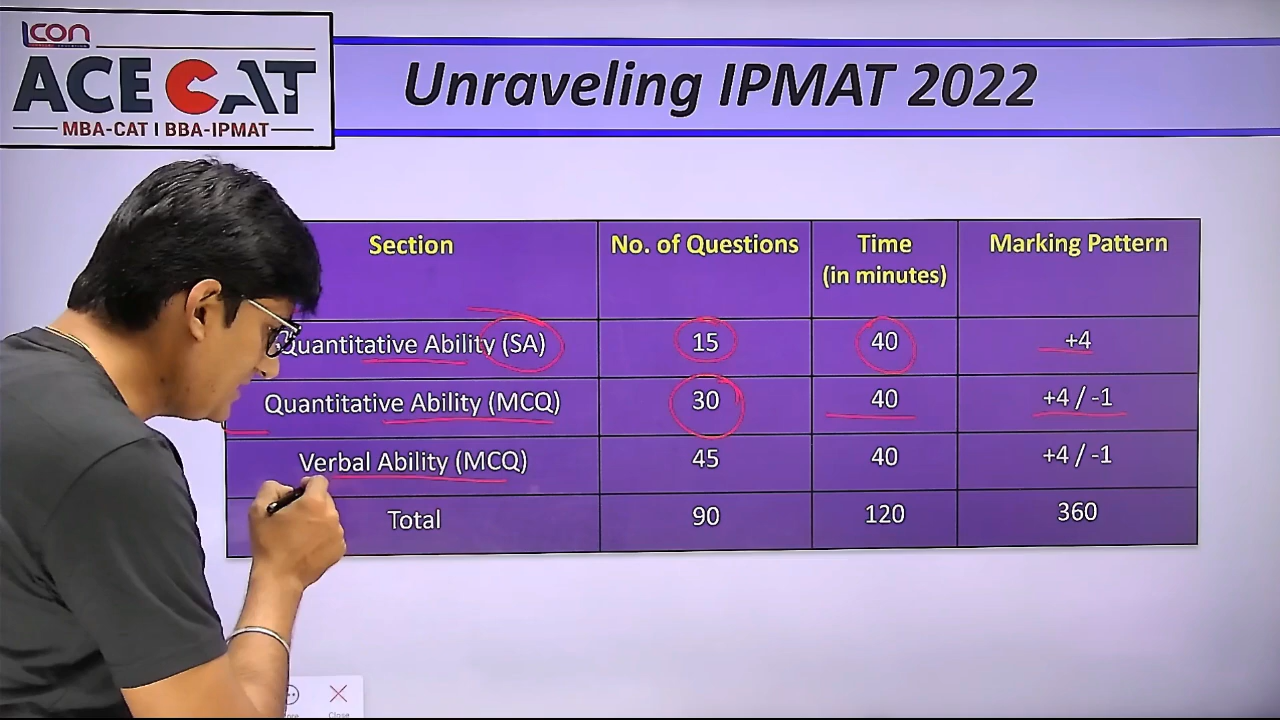 Icon
ACE CAT
MBA-CAT I BBA-IPMAT
Unraveling IPMAT 2022
Section No. of Questions Time (in minutes) Marking Pattern
Quantitative Ability (SA) 15 40 +4
Quantitative Ability (MCQ) 30 40 +4 / -1
Verbal Ability (MCQ) 45 40 +4 / -1
Total 90 120 360
Close